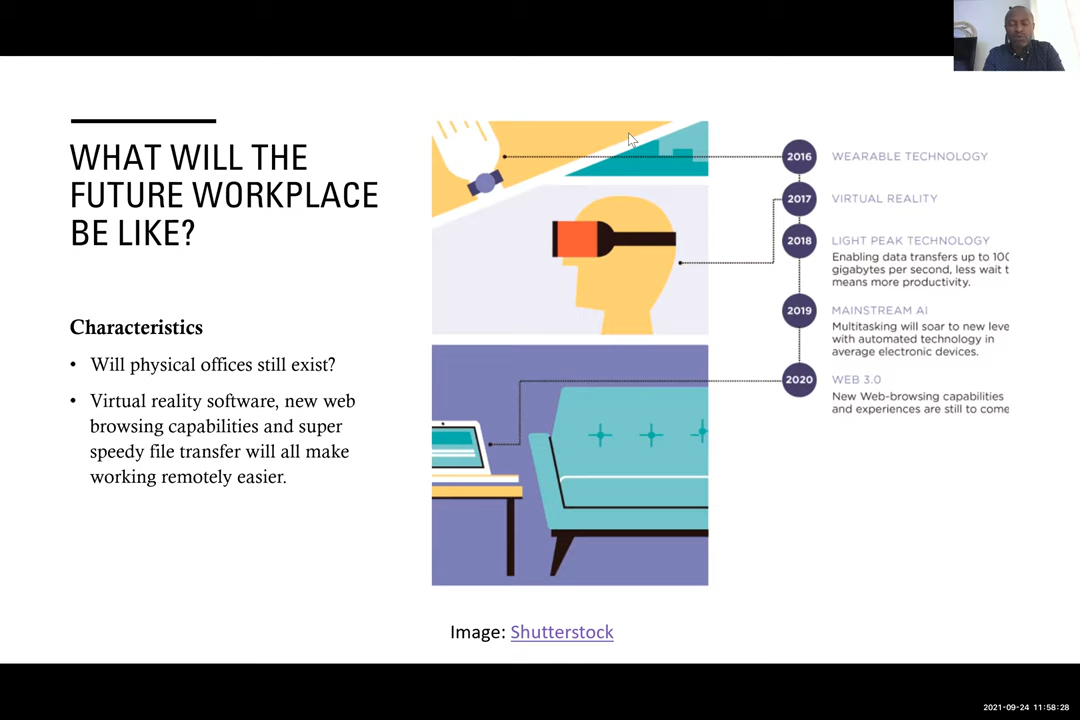 WHAT WILL THE
FUTURE WORKPLACE
BE LIKE?
Characteristics
• Will physical offices still exist?
• Virtual reality software, new web
browsing capabilities and super
speedy file transfer will all make
working remotely easier.
2016 WEARABLE TECHNOLOGY
2017 VIRTUAL REALITY
2018 LIGHT PEAK TECHNOLOGY
Enabling data transfers up to
gigabytes per second, less wait
means more productivity.
2019 MAINSTREAM AI
Multitasking will soar to new
with automated technology in
average electronic devices.
2020 WEB 3.0
New Web-browsing capabilities
and experiences are still to come
Image: Shutterstock
2021-09-24 11:58:28